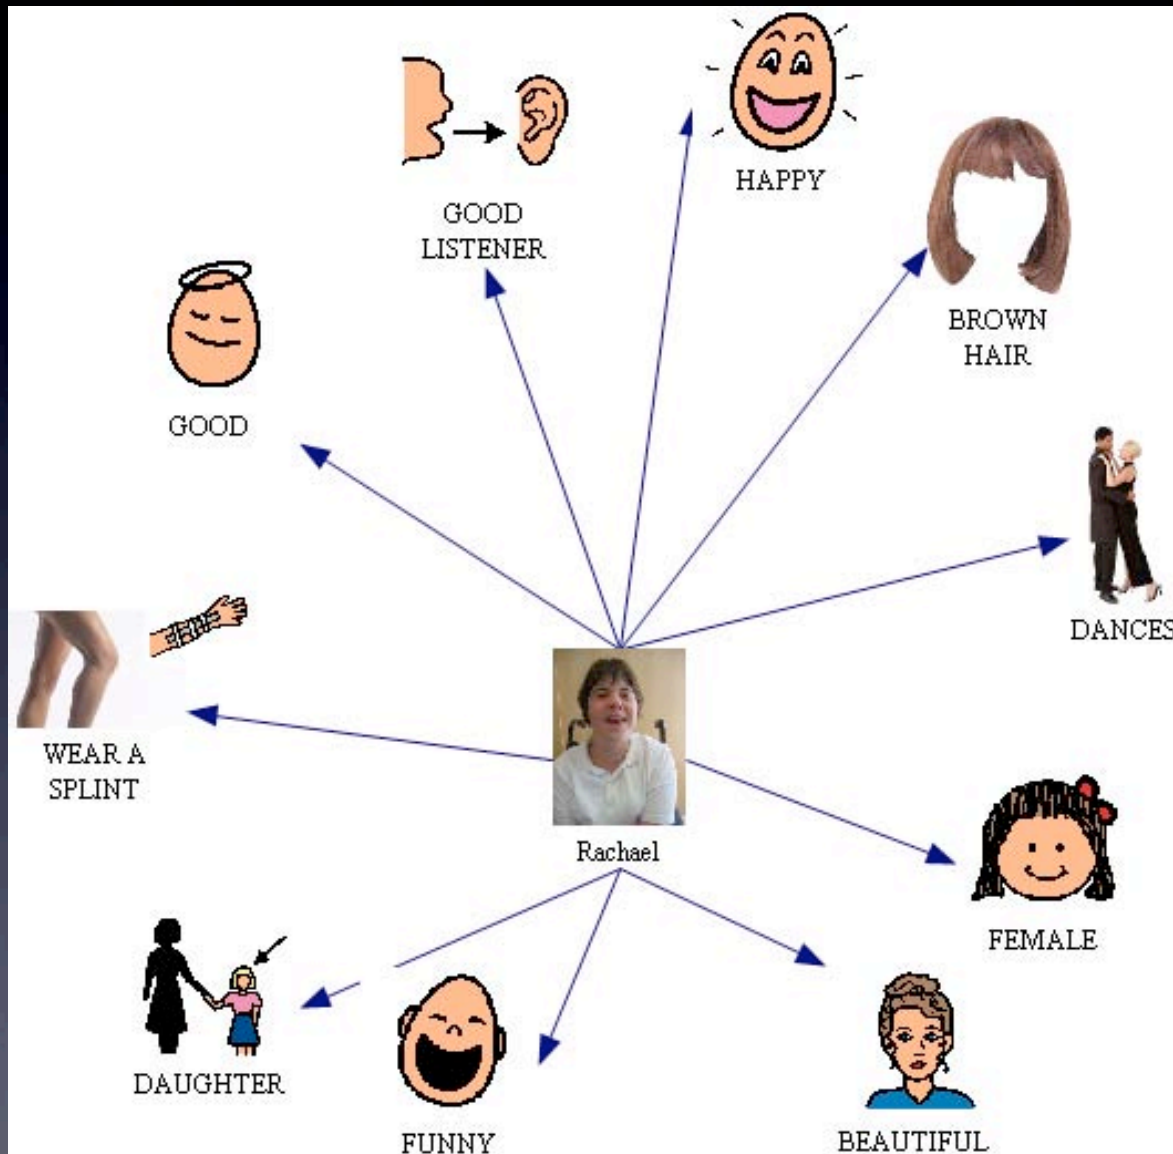 HAPPY
GOOD
LISTENER
BROWN
HAIR
GOOD
DANCES
WEAR A
SPLINT
Rachael
FEMALE
DAUGHTER
FUNNY
BEAUTIFUL